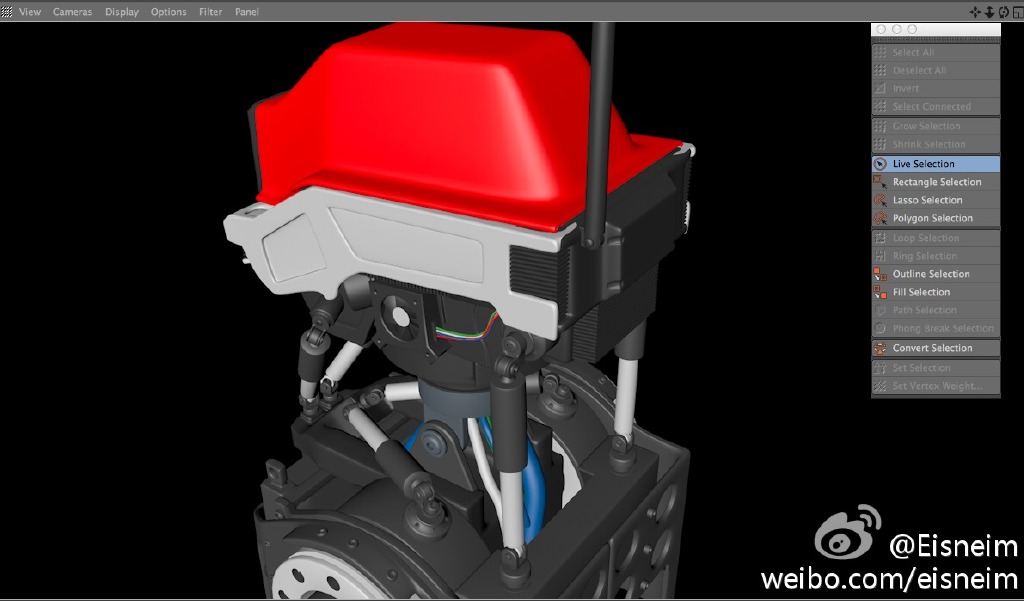 View Cameras Display Options Filter Panel
Select All
Deselect All
Invert
Select Connected
Grow Selection
Shrink Selection
Live Selection
Rectangle Selection
Lasso Selection
Polygon Selection
Loop Selection
Ring Selection
Outline Selection
Fill Selection
Path Selection
Phong Break Selection
Convert Selection
Set Selection
Set Vertex Weight...
@Eisneim
weibo.com/eisneim